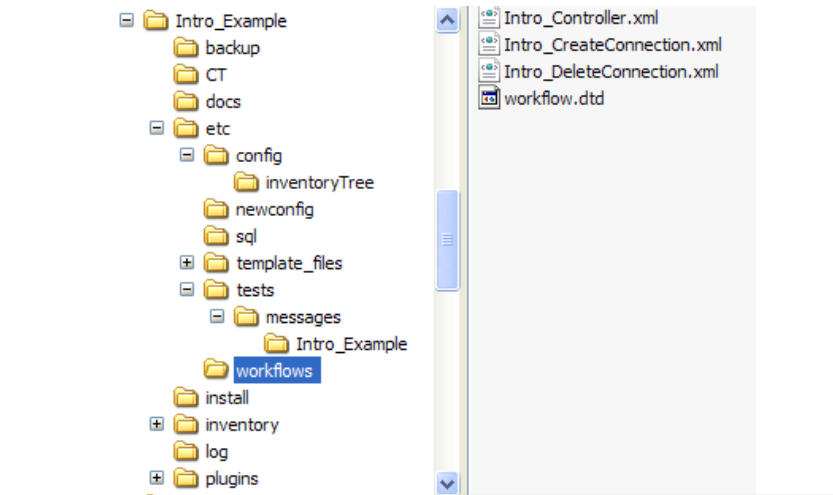 Intro_Example
backup
CT
docs
etc
config
inventoryTree
newconfig
sql
template_files
tests
messages
Intro_Example
workflows
install
inventory
log
plugins
Intro_Controller.xml
Intro_CreateConnection.xml
Intro_DeleteConnection.xml
workflow.dtd